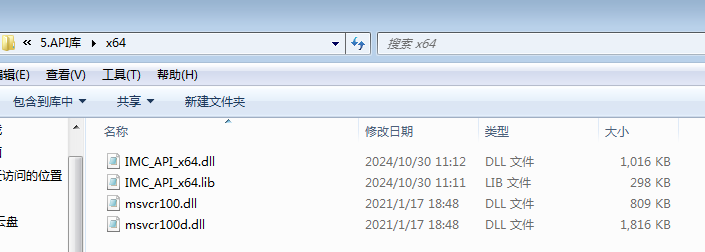 « 5.API库 ▸ x64
搜索 x64
编辑(E) 查看(V) 工具(T) 帮助(H)
包含到库中 共享 新建文件夹
名称 修改日期 类型 大小
IMC_API_x64.dll 2024/10/30 11:12 DLL 文件 1,016 KB
IMC_API_x64.lib 2024/10/30 11:11 LIB 文件 298 KB
访问的位置
msvcr100.dll 2021/1/17 18:48 DLL 文件 809 KB
云盘
msvcr100d.dll 2021/1/17 18:48 DLL 文件 1,816 KB